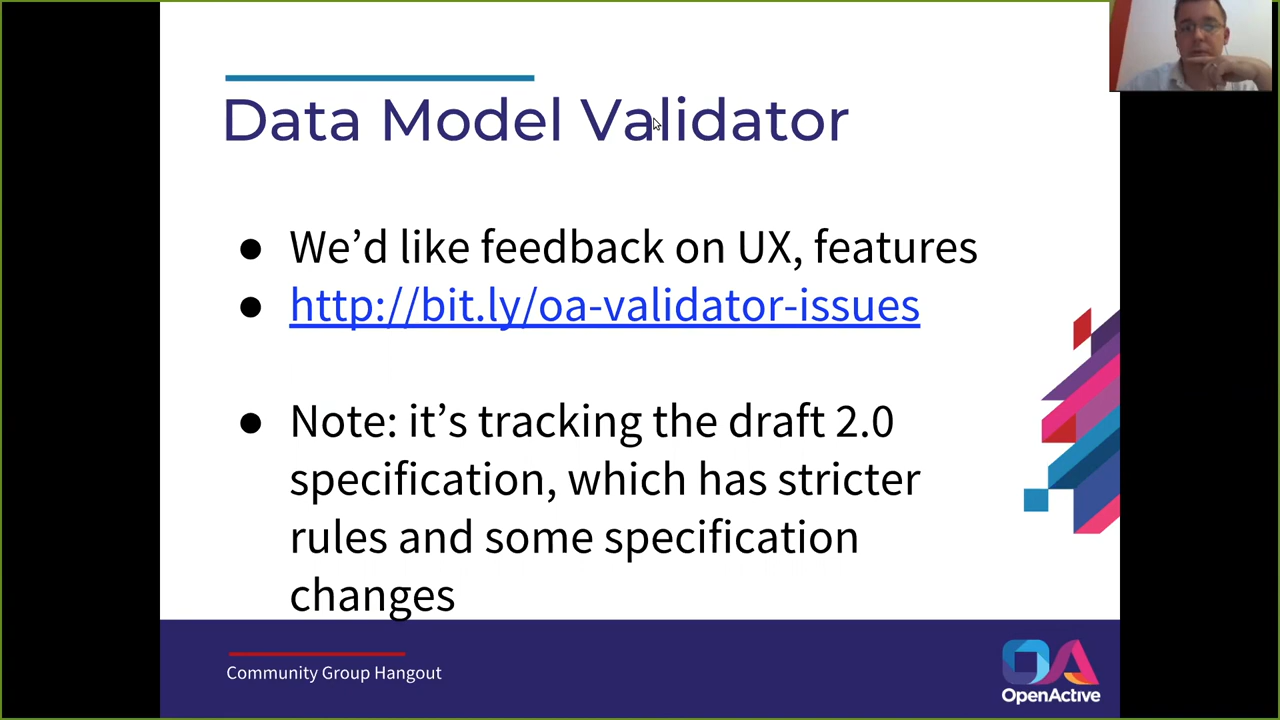 Data Model Validator
● We’d like feedback on UX, features
● http://bit.ly/oa-validator-issues
● Note: it’s tracking the draft 2.0
specification, which has stricter
rules and some specification
changes
Community Group Hangout
OA
OpenActive